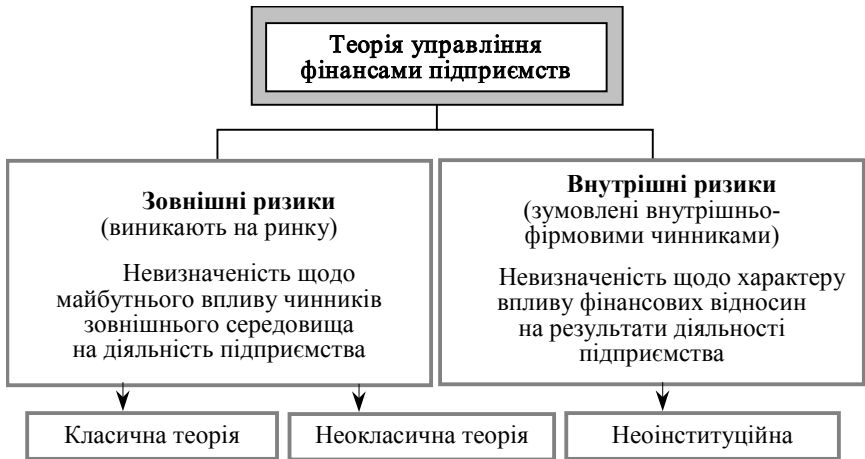 Теорія управління
фінансами підприємств
Зовнішні ризики
(виникають на ринку)
Невизначеність щодо
майбутнього впливу чинників
зовнішнього середовища
на діяльність підприємства
Внутрішні ризики
(зумовлені внутрішньо-
фірмовими чинниками)
Невизначеність щодо характеру
впливу фінансових відносин
на результати діяльності
підприємства
Класична теорія
Неокласична теорія
Неоінституційна